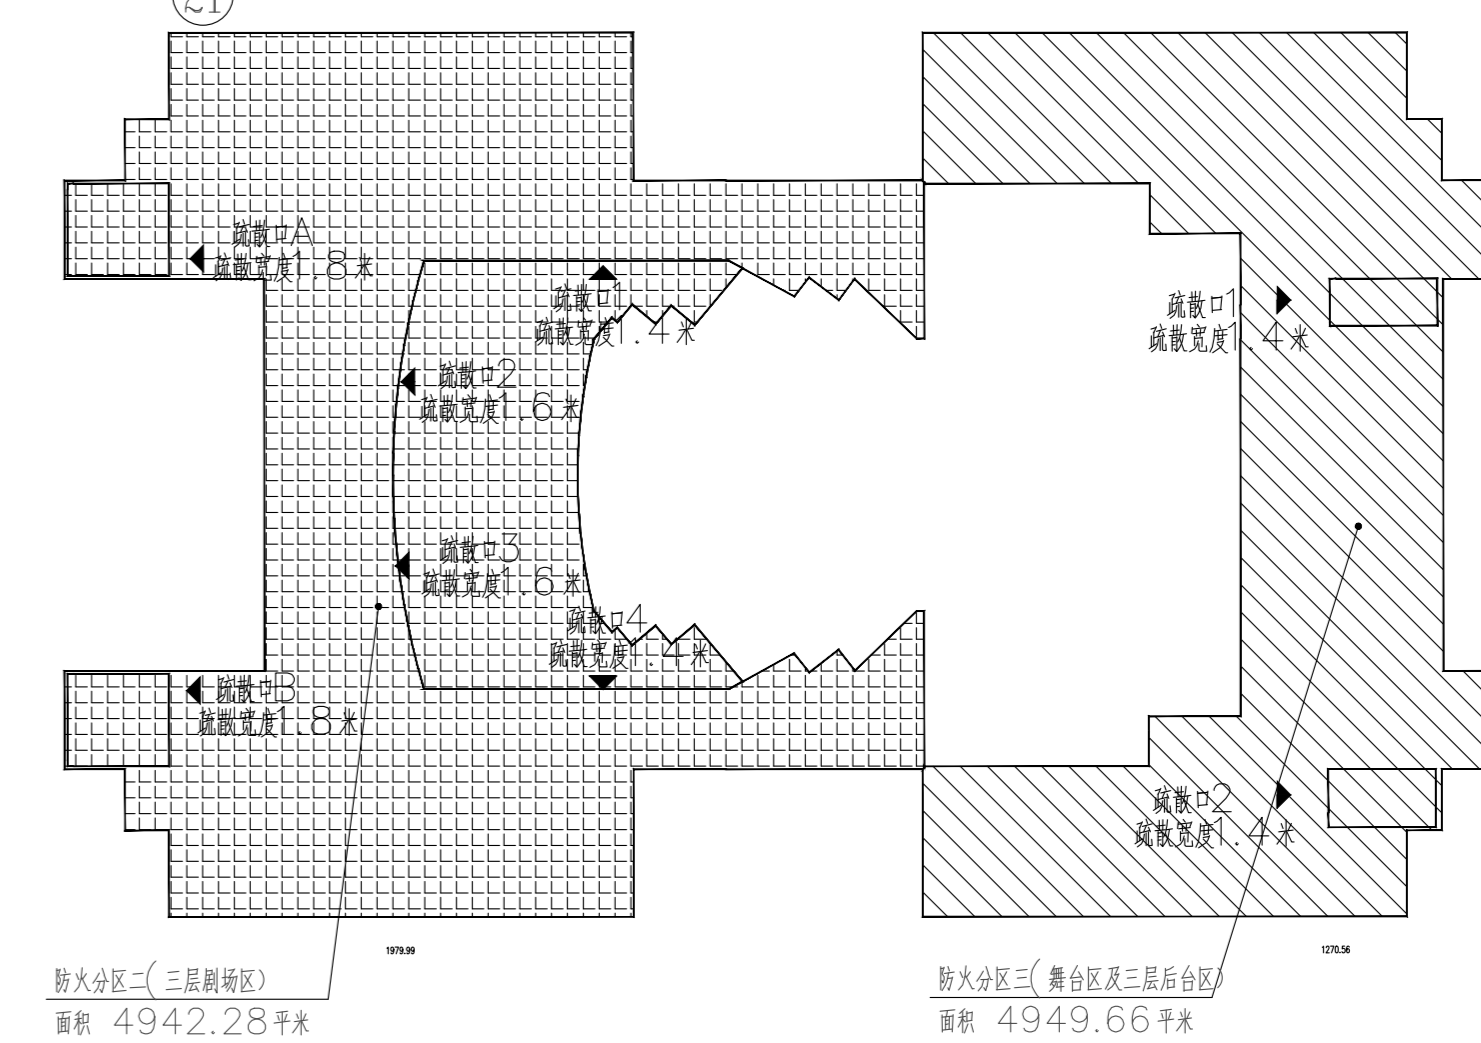 21
疏散口A
疏散宽度1.8米
疏散口1
疏散宽度1.4米
疏散口1
疏散宽度1.4米
疏散口2
疏散宽度1.6米
疏散口3
疏散宽度1.6米
疏散口4
疏散宽度1.4米
疏散口B
疏散宽度1.8米
疏散口2
疏散宽度1.4米
1979.99
1270.56
防火分区二(三层剧场区)
面积 4942.28平米
防火分区三(舞台区及三层后台区)
面积 4949.66平米